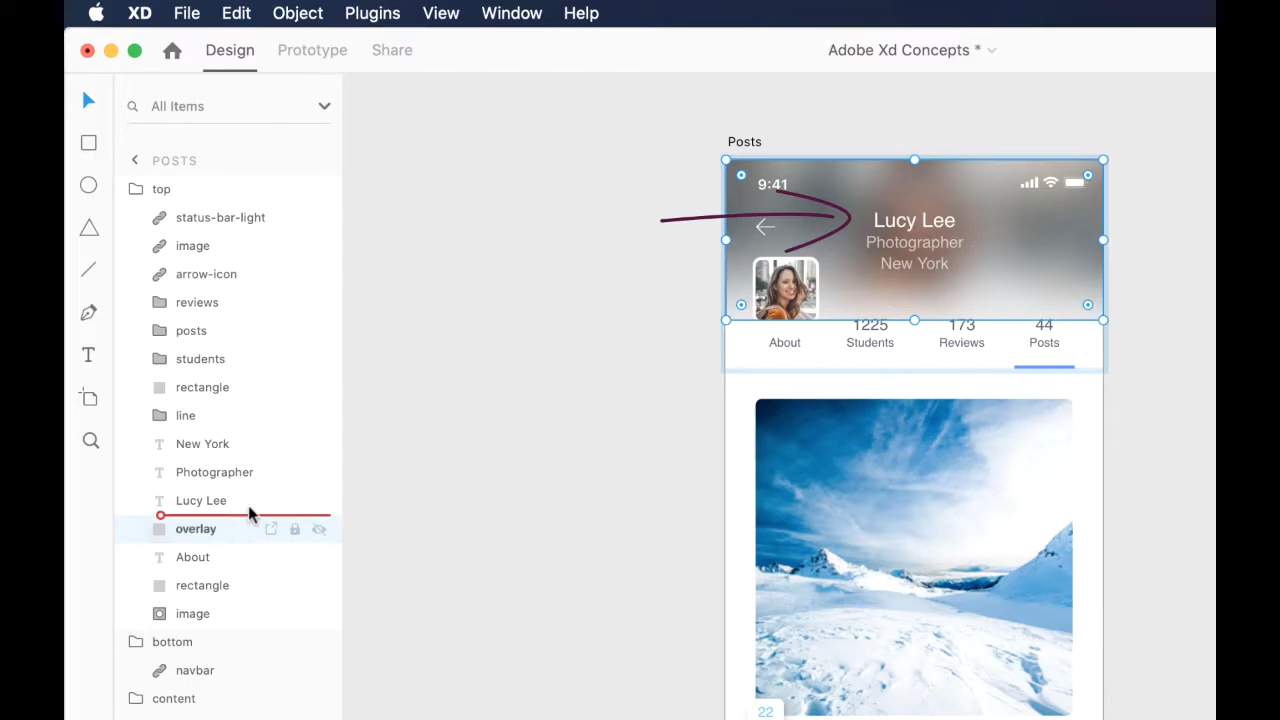 XD File Edit Object Plugins View Window Help
Design Prototype Share Adobe Xd Concepts *
All Items
POSTS
top
status-bar-light
image
arrow-icon
reviews
posts
students
rectangle
line
New York
Photographer
Lucy Lee
overlay
About
rectangle
image
bottom
navbar
content
Posts
9:41
Lucy Lee
Photographer
New York
1225 173 44
About Students Reviews Posts
22